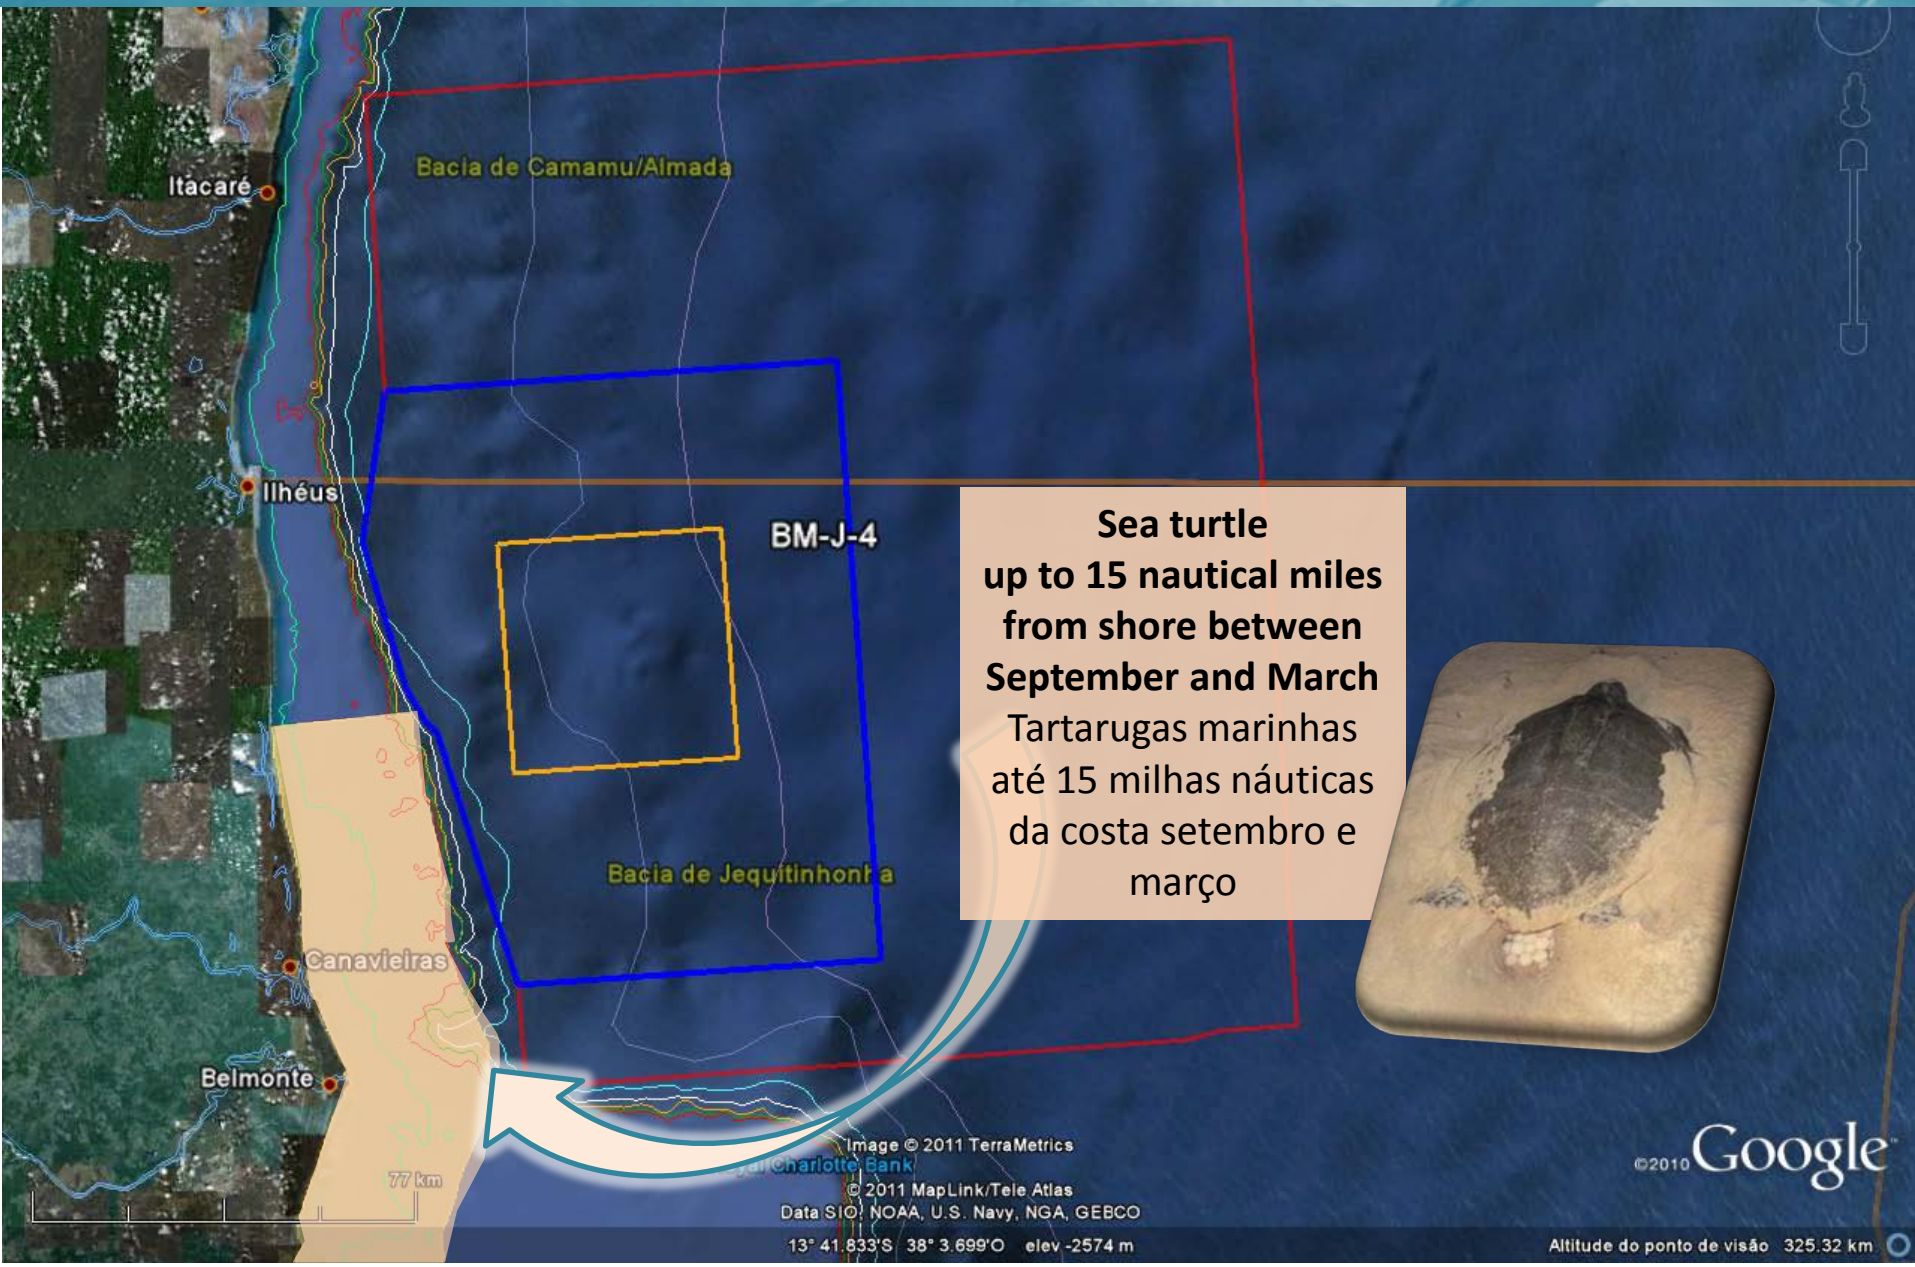 Bacia de Camamu/Almada
Itacaré
Ilhéus
BM-J-4
Sea turtle
up to 15 nautical miles
from shore between
September and March
Tartarugas marinhas
até 15 milhas náuticas
da costa setembro e
março
Bacia de Jequitinhonha
Canavieiras
Belmonte
77 km
Image © 2011 TerraMetrics
Charlotte Bank
© 2011 MapLink/Tele Atlas
Data SIO, NOAA, U.S. Navy, NGA, GEBCO
©2010 Google
13° 41.833'S 38° 3.699'O elev -2574 m
Altitude do ponto de visão 325.32 km